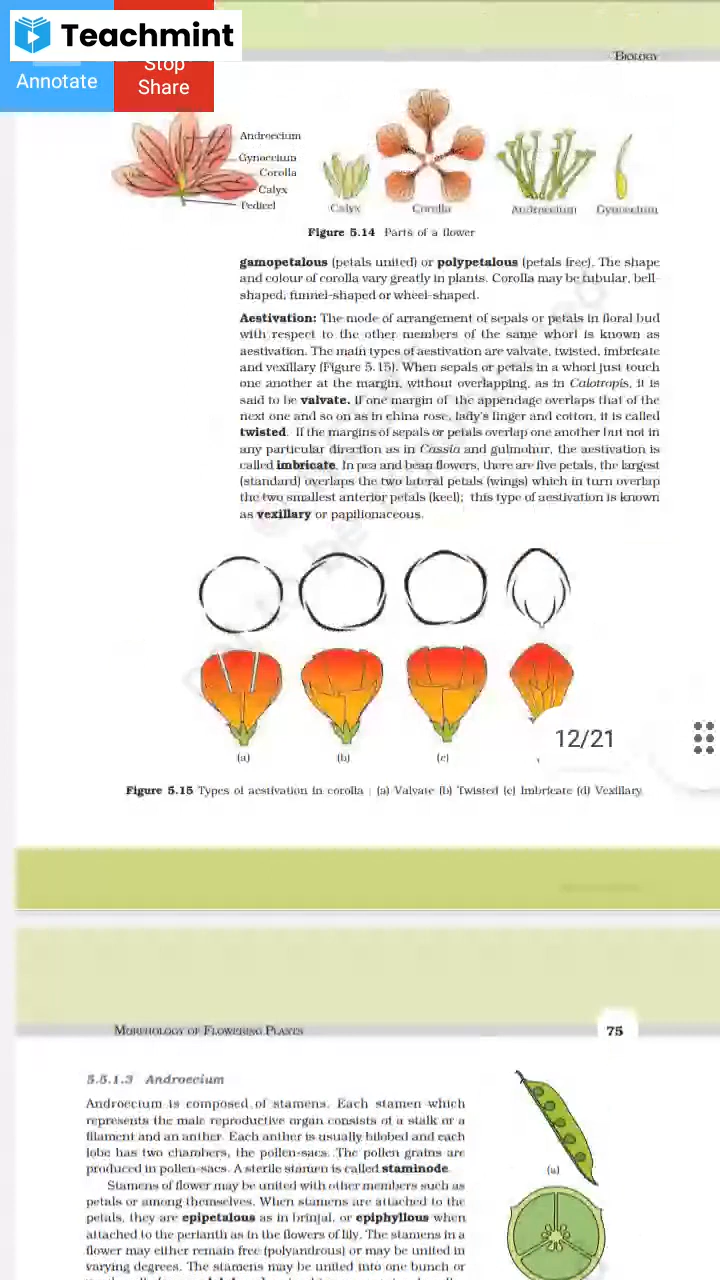 Teachmint
Annotate
Stop
Share
BIOLOGY
Androecium
Gynoecium
Corolla
Calyx
Pedicel
Calyx
Corolla
Androecium
Gynoecium
Figure 5.14 Parts of a flower
gamopetalous (petals united) or polypetalous (petals free). The shape
and colour of corolla vary greatly in plants. Corolla may be tubular, bell-
shaped, funnel-shaped or wheel-shaped.
Aestivation: The mode of arrangement of sepals or petals in floral bud
with respect to the other members of the same whorl is known as
aestivation. The main types of aestivation are valvate, twisted, imbricate
and vexillary (Figure 5.15). When sepals or petals in a whorl just touch
one another at the margin, without overlapping, as in Calotropis, it is
said to be valvate. If one margin of the appendage overlaps that of the
next one and so on as in china rose, lady's finger and cotton, it is called
twisted. If the margins of sepals or petals overlap one another but not in
any particular direction as in Cassia and gulmohur, the aestivation is
called imbricate. In pea and bean flowers, there are five petals, the largest
(standard) overlaps the two lateral petals (wings) which in turn overlap
the two smallest anterior petals (keel); this type of aestivation is known
as vexillary or papilionaceous.
12/21
(a)
(b)
(c)
Figure 5.15 Types of aestivation in corolla : (a) Valvate (b) Twisted (c) Imbricate (d) Vexillary
MORPHOLOGY OF FLOWERING PLANTS
75
5.5.1.3 Androecium
Androecium is composed of stamens. Each stamen which
represents the male reproductive organ consists of a stalk or a
filament and an anther. Each anther is usually bilobed and each
lobe has two chambers, the pollen-sacs. The pollen grains are
produced in pollen-sacs. A sterile stamen is called staminode.
Stamens of flower may be united with other members such as
petals or among themselves. When stamens are attached to the
petals, they are epipetalous as in brinjal, or epiphyllous when
attached to the perianth as in the flowers of lily. The stamens in a
flower may either remain free (polyandrous) or may be united in
varying degrees. The stamens may be united into one bunch or
(a)